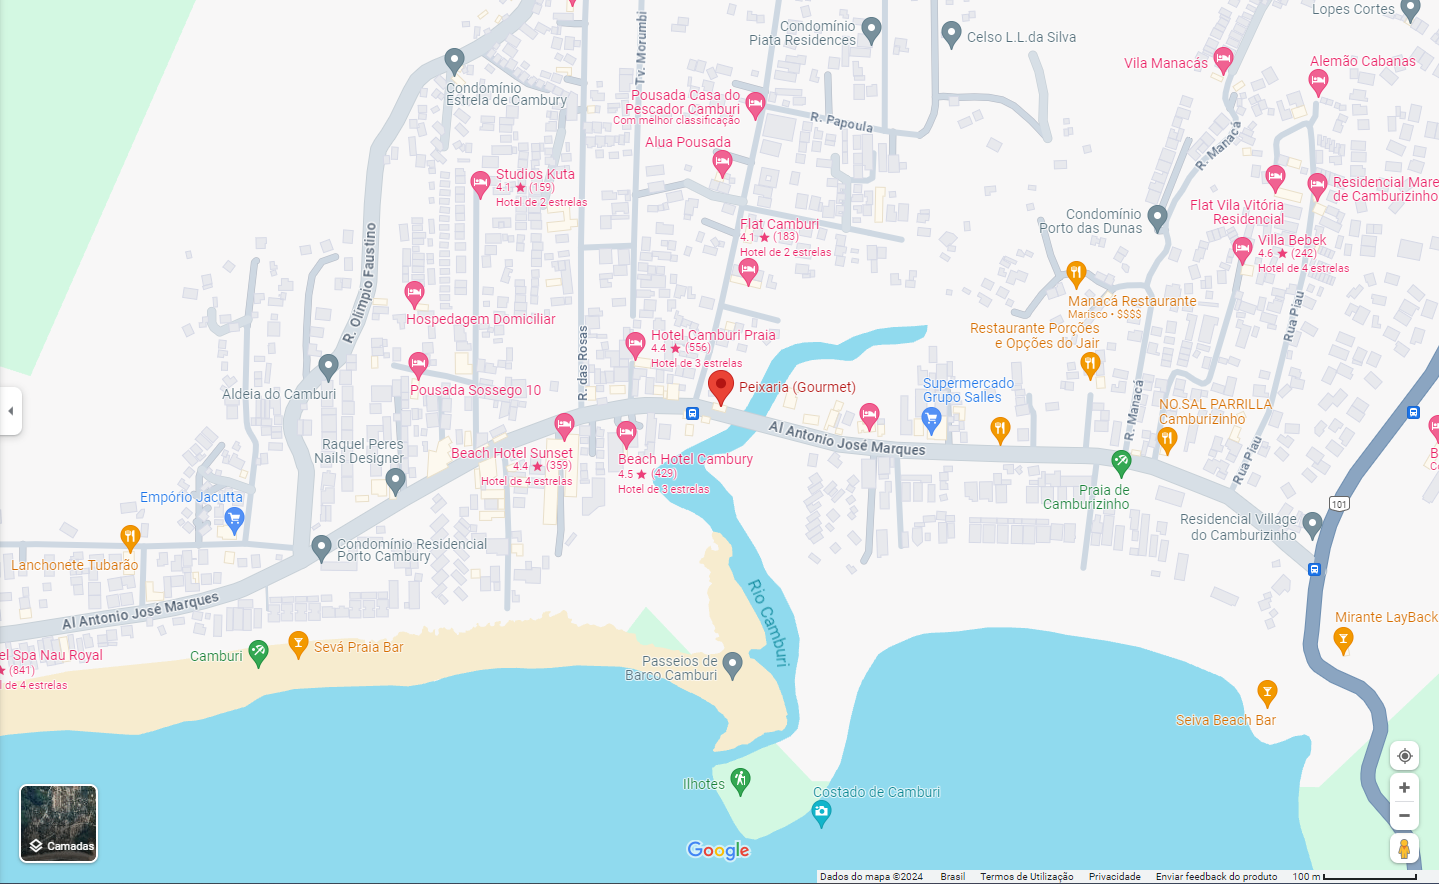 Lopes Cortes
Condomínio
Piata Residences
Celso L.L.da Silva
Vila Manacás
Alemão Cabanas
Tv. Morumbi
Condomínio
Estrela de Cambury
Pousada Casa do
Pescador Camburi
Com melhor classificação
R. Papoula
Alua Pousada
R. Manacá
Studios Kuta
4.1 ★ (159)
Hotel de 2 estrelas
Residencial Mare
de Camburizinho
Flat Vila Vitória
Residencial
Condomínio
Porto das Dunas
Flat Camburi
4.1 ★ (183)
Hotel de 2 estrelas
Villa Bebek
4.6 ★ (242)
Hotel de 4 estrelas
R. Olímpio Faustino
Manacá Restaurante
Marisco • $$$$
Rua Piau
Hospedagem Domiciliar
Restaurante Porções
e Opções do Jair
Hotel Camburi Praia
4.4 ★ (556)
Hotel de 3 estrelas
R. das Rosas
Aldeia do Camburi
Pousada Sossego 10
Peixaria (Gourmet)
Supermercado
Grupo Salles
R. Manacá
NO.SAL PARRILLA
Camburizinho
Al Antonio José Marques
Raquel Peres
Nails Designer
Beach Hotel Sunset
4.4 ★ (359)
Hotel de 4 estrelas
Beach Hotel Cambury
4.5 ★ (429)
Hotel de 3 estrelas
Rua Piau
B
Praia de
Camburizinho
Empório Jacutta
101
Residencial Village
do Camburizinho
Condomínio Residencial
Porto Cambury
Lanchonete Tubarão
Al Antonio José Marques
Rio Camburi
Mirante LayBack
el Spa Nau Royal
★ (841)
l de 4 estrelas
Camburi
Sevá Praia Bar
Passeios de
Barco Camburi
Seiva Beach Bar
Ilhotes
Costado de Camburi
Camadas
Google
Dados do mapa ©2024 Brasil Termos de Utilização Privacidade Enviar feedback do produto 100 m